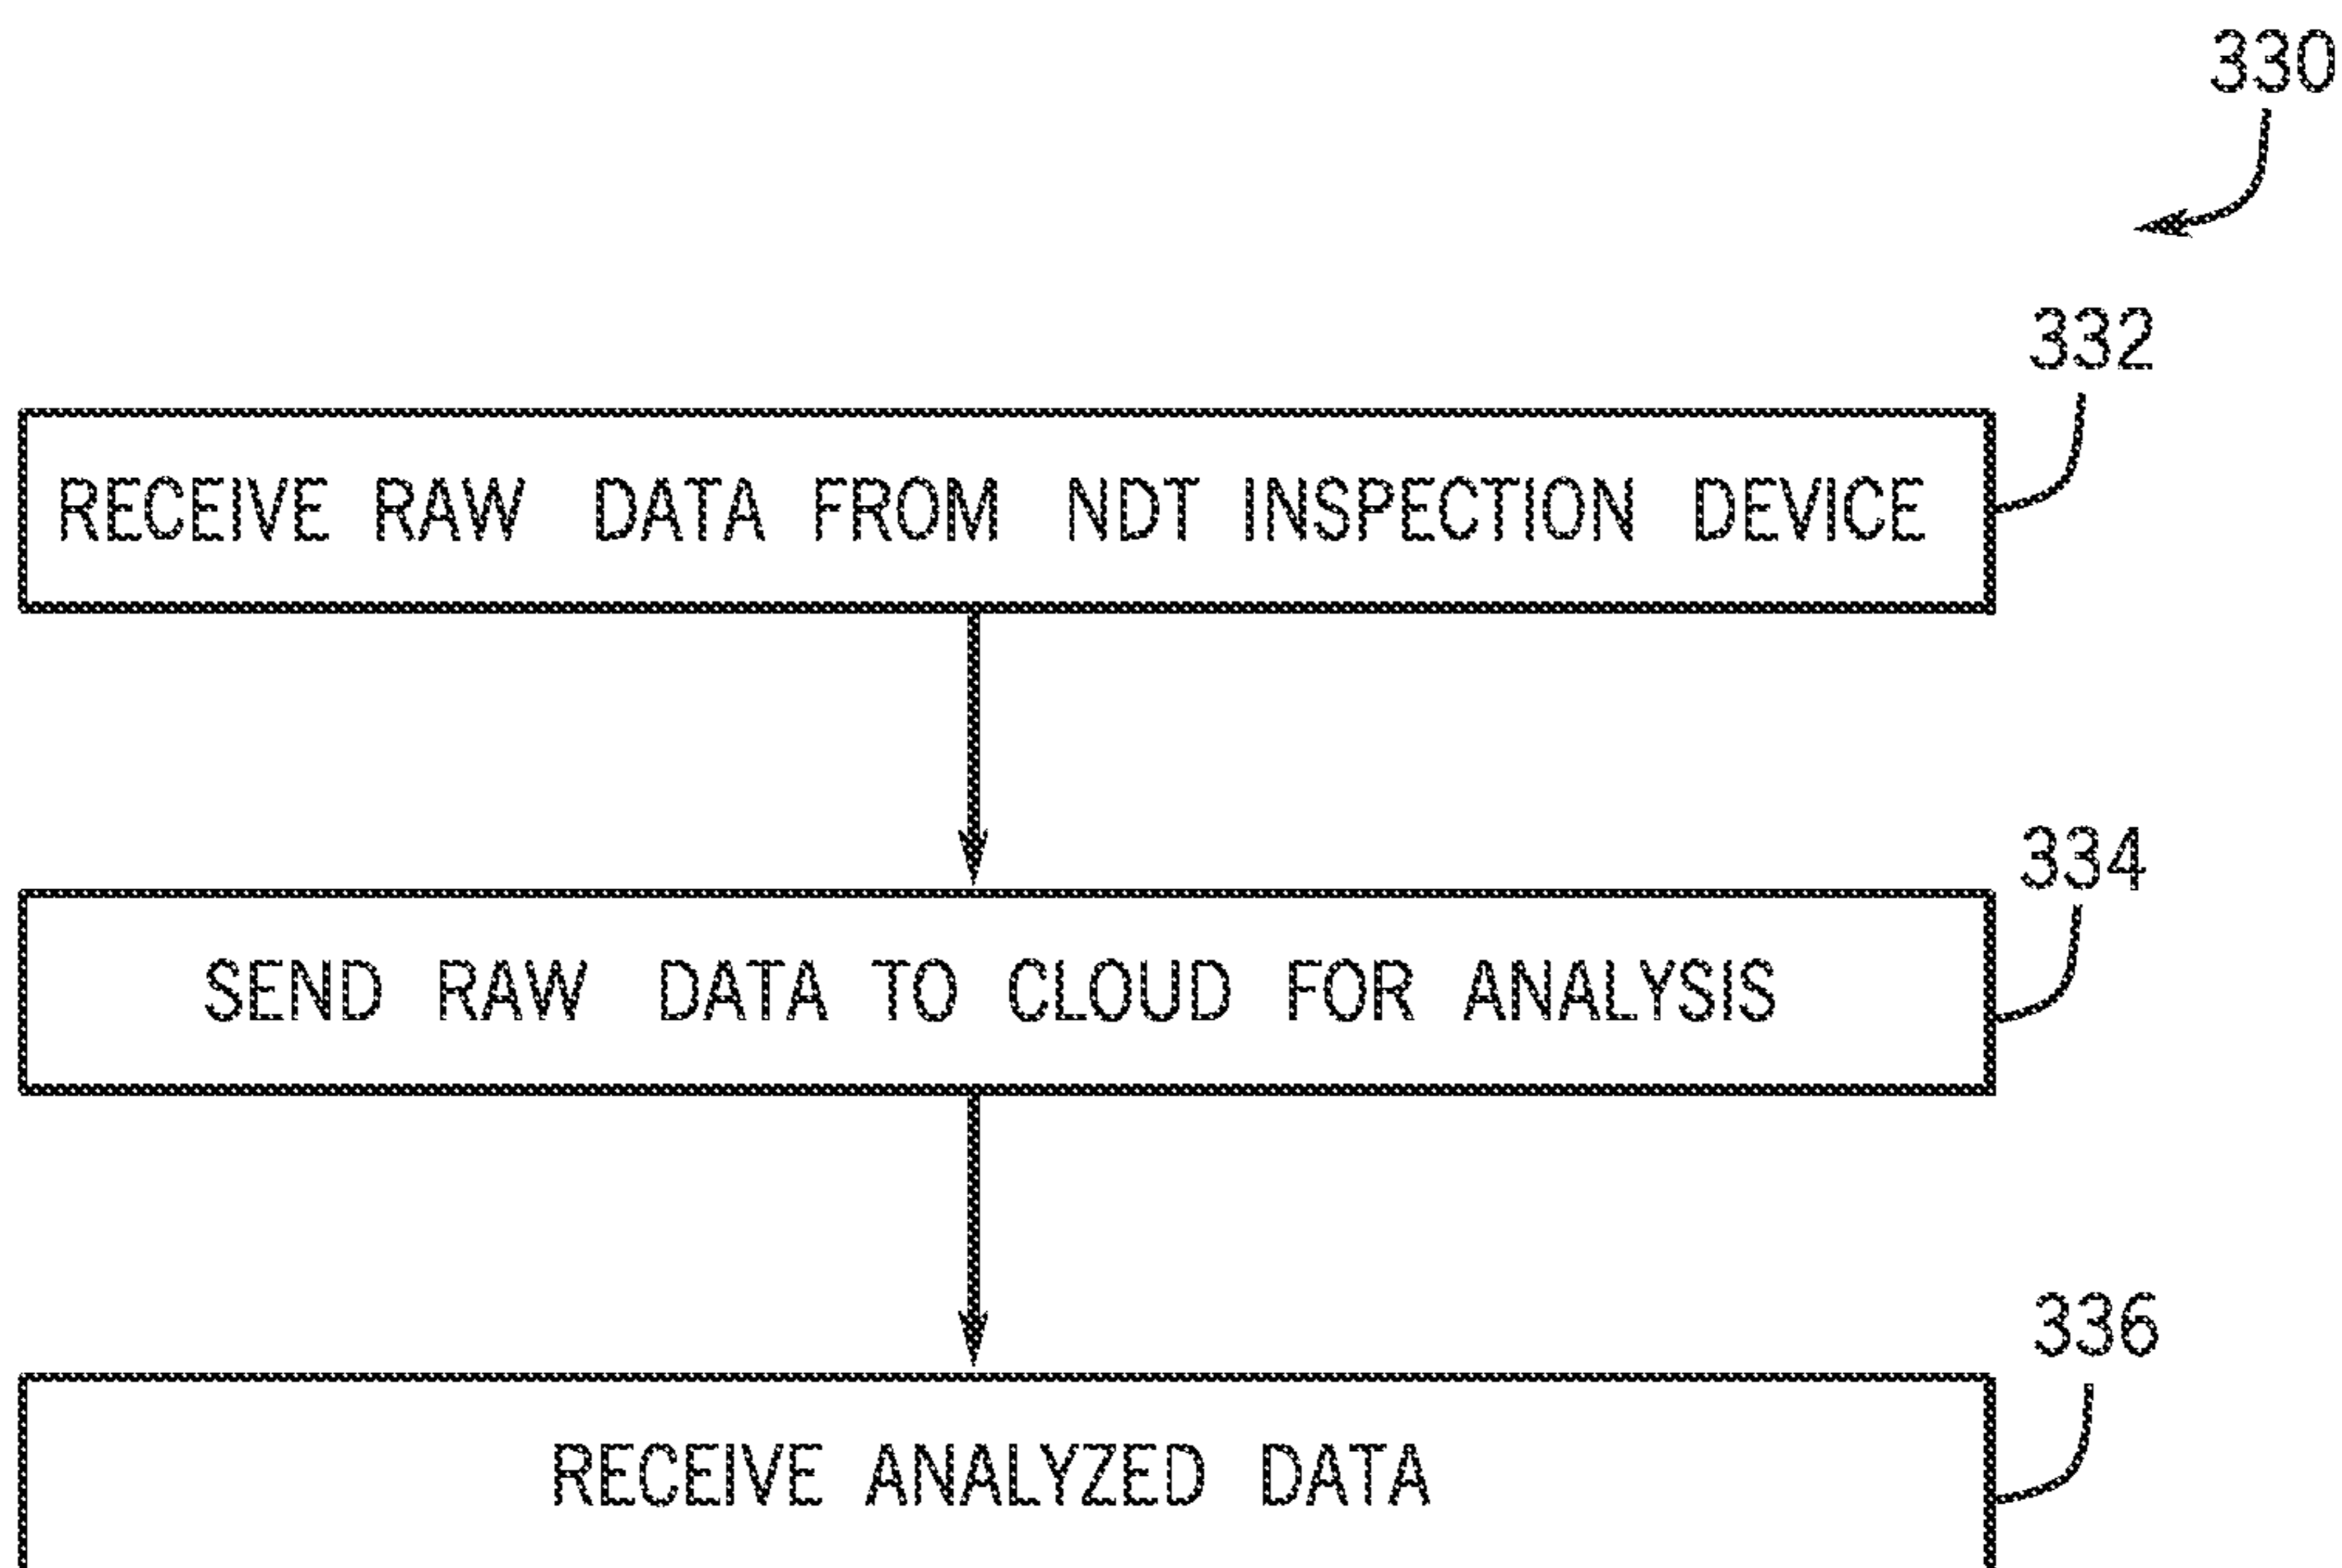 330
332
RECEIVE RAW DATA FROM NDT INSPECTION DEVICE
334
SEND RAW DATA TO CLOUD FOR ANALYSIS
336
RECEIVE ANALYZED DATA